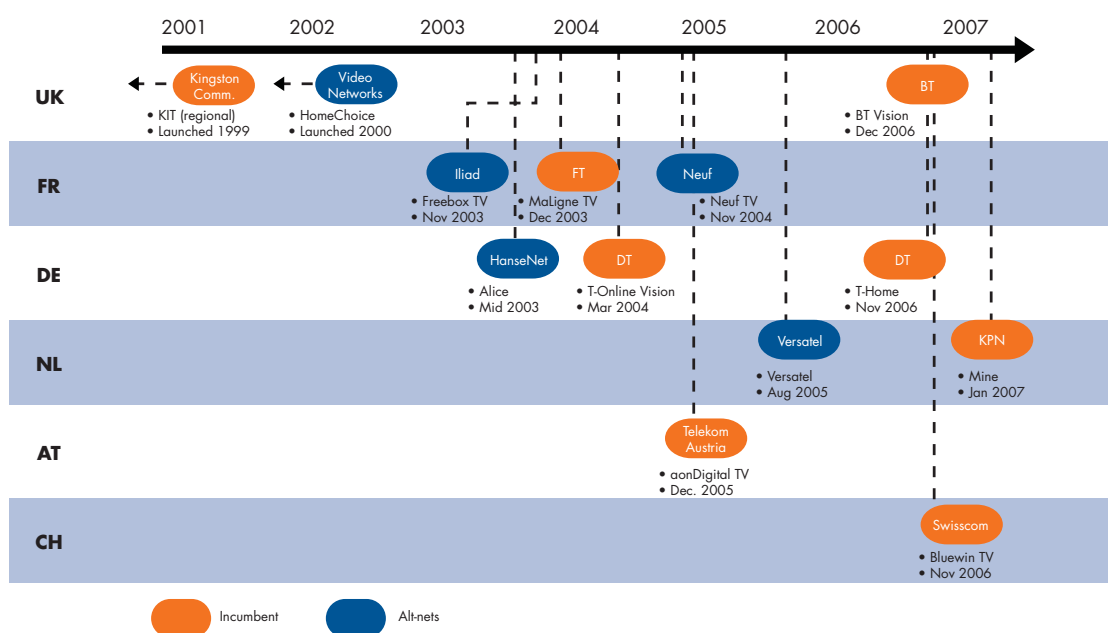 2001 2002 2003 2004 2005 2006 2007
UK
Kingston
Comm.
• KIT (regional)
• Launched 1999
Video
Networks
• HomeChoice
• Launched 2000
BT
• BT Vision
• Dec 2006
FR
Iliad
• Freebox TV
• Nov 2003
FT
• MaLigne TV
• Dec 2003
Neuf
• Neuf TV
• Nov 2004
DE
HanseNet
• Alice
• Mid 2003
DT
• T-Online Vision
• Mar 2004
DT
• T-Home
• Nov 2006
NL
Versatel
• Versatel
• Aug 2005
KPN
• Mine
• Jan 2007
AT
Telekom
Austria
• aonDigital TV
• Dec. 2005
CH
Swisscom
• Bluewin TV
• Nov 2006
Incumbent
Alt-nets